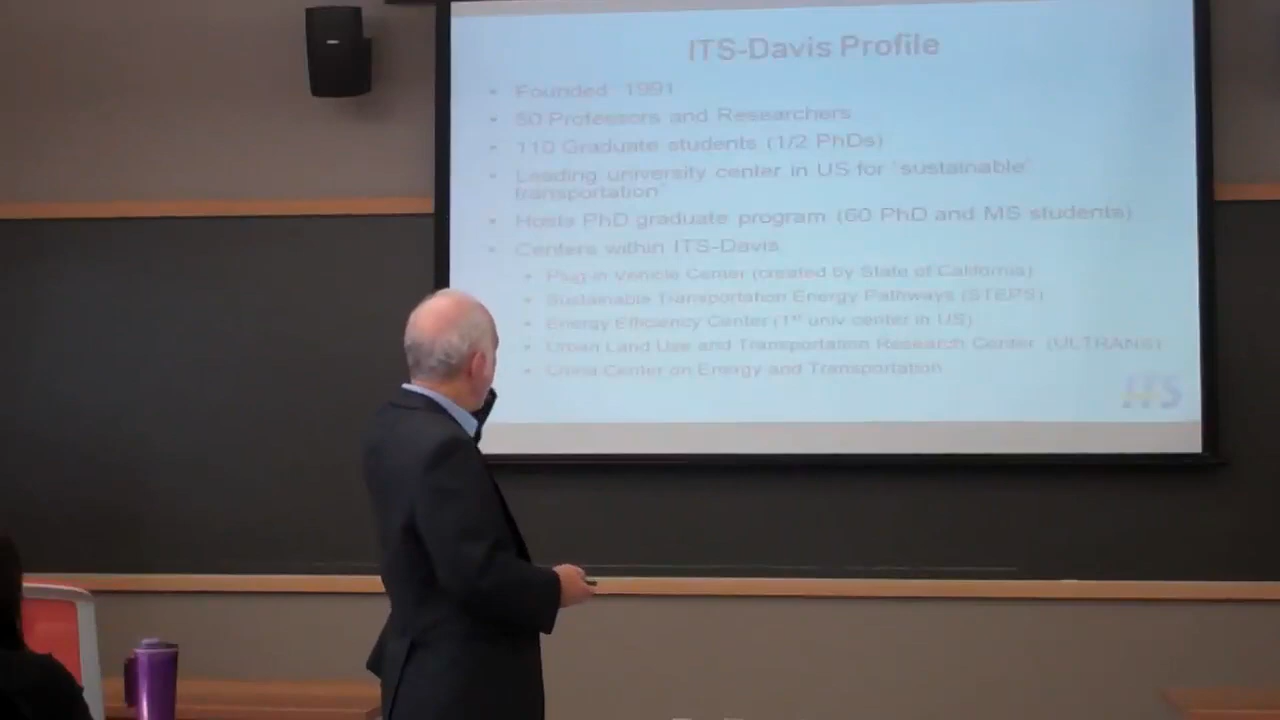 ITS-Davis Profile
• Founded 1991
• 50 Professors and Researchers
• 110 Graduate students (1/2 PhDs)
• Leading university center in US for “sustainable
transportation”
• Hosts PhD graduate program (60 PhD and MS students)
• Centers within ITS-Davis
• Plug-in Vehicle Center (created by State of California)
• Sustainable Transportation Energy Pathways (STEPS)
• Energy Efficiency Center (1st univ center in US)
• Urban Land Use and Transportation Research Center (ULTRANS)
• China Center on Energy and Transportation
ITS